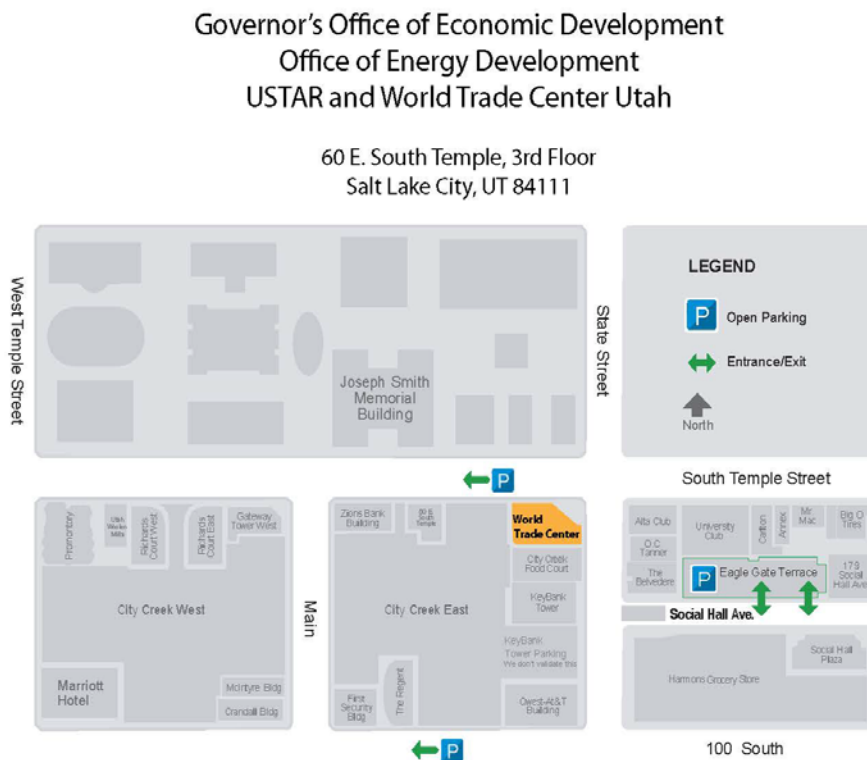 Governor's Office of Economic Development
Office of Energy Development
USTAR and World Trade Center Utah
60 E. South Temple, 3rd Floor
Salt Lake City, UT 84111
West Temple Street
State Street
Joseph Smith
Memorial
Building
LEGEND
P
Open Parking
Entrance/Exit
North
P
South Temple Street
Promontory
Richards
Court West
Richards
Court East
Gateway
Tower West
City Creek West
Marriott
Hotel
McIntyre Bldg
Crandall Bldg
Main
Zions Bank
Building
South
Temple
World
Trade Center
City Creek
Food Court
KeyBank
Tower
City Creek East
KeyBank
Tower Parking
We don't validate this
First
Security
Bldg
The Regent
Qwest-At&T
Building
P
Alta Club
O.C.
Tanner
The
Belvedere
University
Club
Carlton
Annex
Mr
Mac
Big O
Tires
P
Eagle Gate Terrace
179
Social
Hall Ave
Social Hall Ave.
Social Hall
Plaza
Harmons Grocery Store
100 South